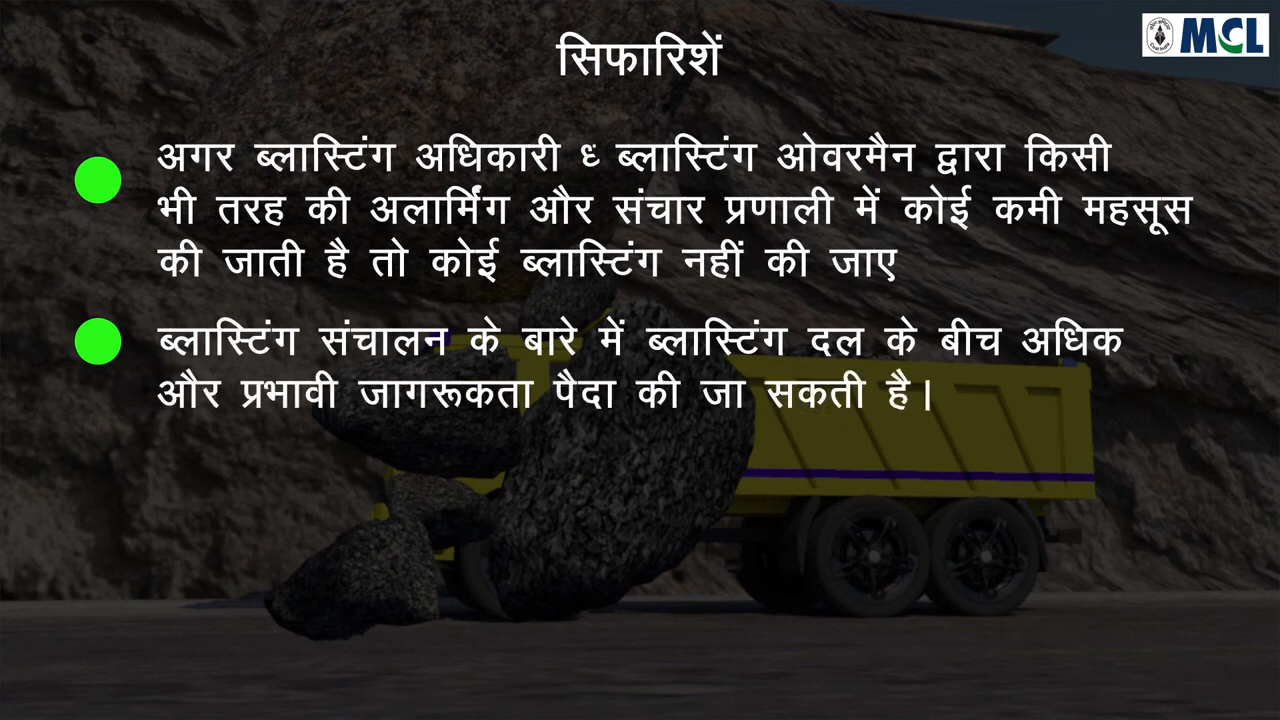 सिफारिशें
MCL
अगर ब्लास्टिंग अधिकारी ध् ब्लास्टिंग ओवरमैन द्वारा किसी
भी तरह की अलार्मिंग और संचार प्रणाली में कोई कमी महसूस
की जाती है तो कोई ब्लास्टिंग नहीं की जाए
ब्लास्टिंग संचालन के बारे में ब्लास्टिंग दल के बीच अधिक
और प्रभावी जागरूकता पैदा की जा सकती है।